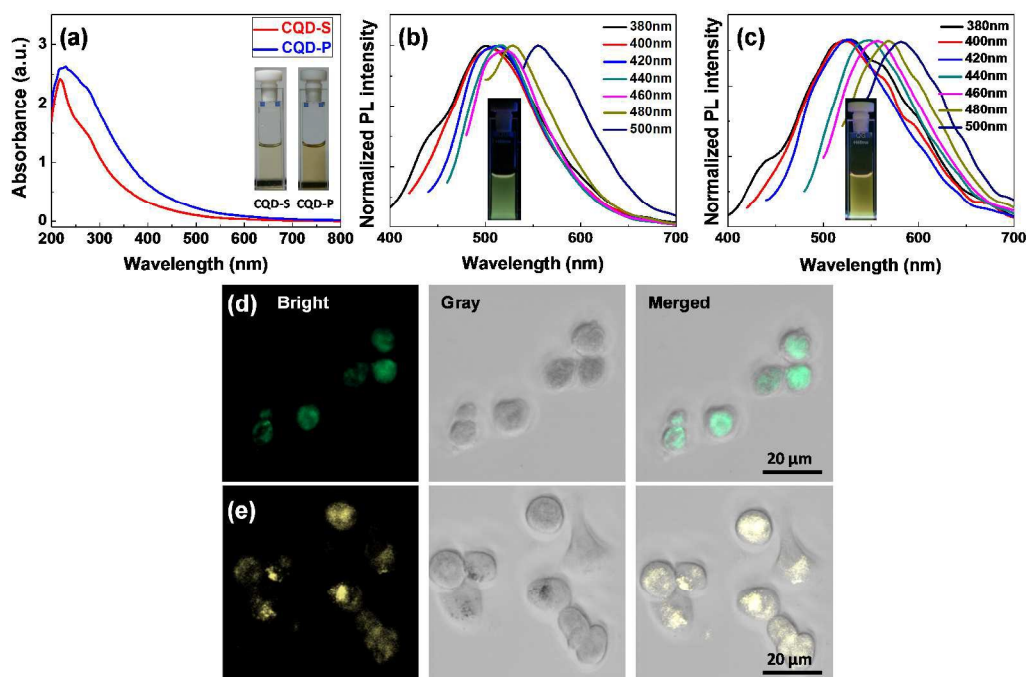 (a)
CQD-S
CQD-P
3
2
1
0
Absorbance (a.u.)
CQD-S CQD-P
200 300 400 500 600 700 800
Wavelength (nm)
(b)
380nm
400nm
420nm
440nm
460nm
480nm
500nm
Normalized PL intensity
400 500 600 700
Wavelength (nm)
(c)
380nm
400nm
420nm
440nm
460nm
480nm
500nm
Normalized PL intensity
400 500 600 700
Wavelength (nm)
(d) Bright Gray Merged
20 μm
(e)
20 μm